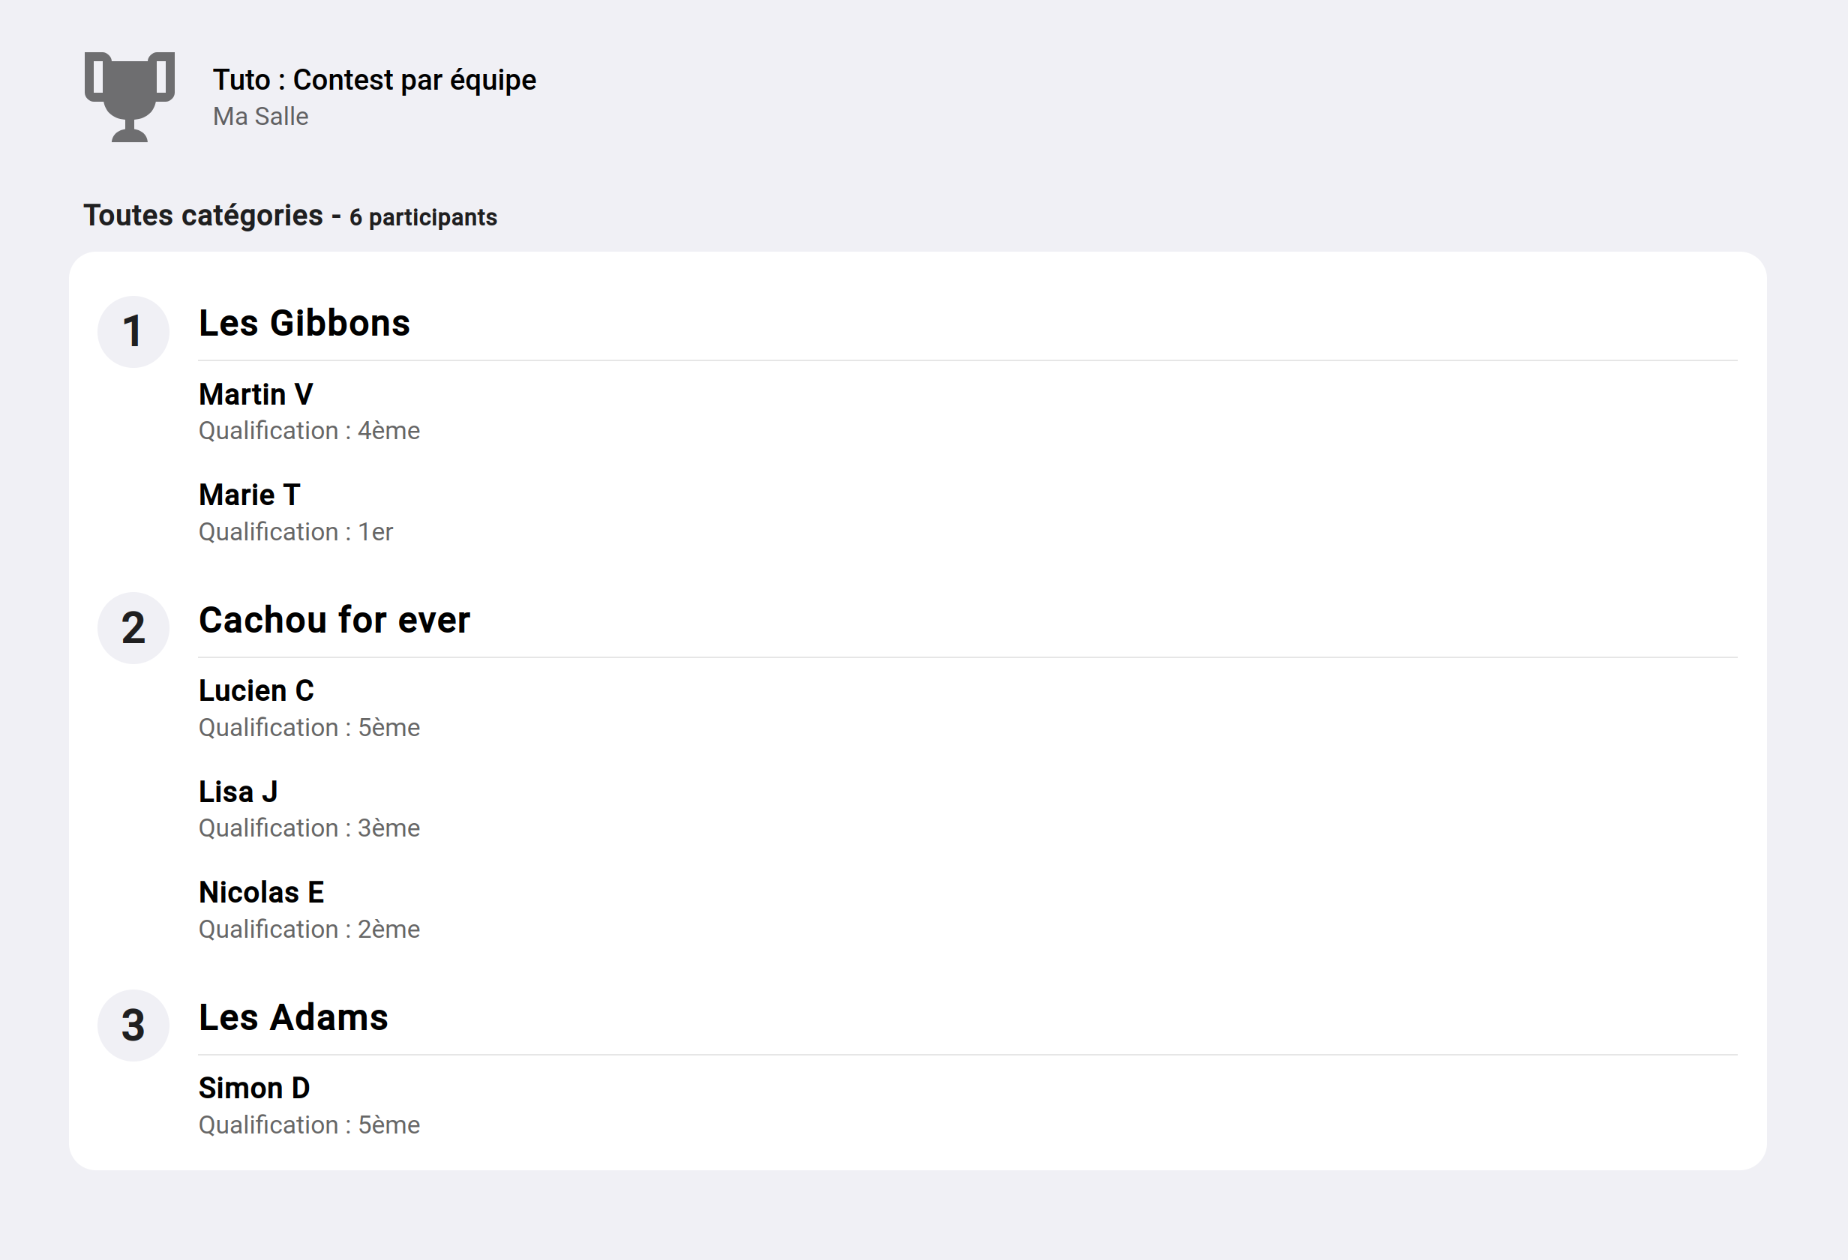 Tuto : Contest par équipe
Ma Salle
Toutes catégories - 6 participants
1
Les Gibbons
Martin V
Qualification : 4ème
Marie T
Qualification : 1er
2
Cachou for ever
Lucien C
Qualification : 5ème
Lisa J
Qualification : 3ème
Nicolas E
Qualification : 2ème
3
Les Adams
Simon D
Qualification : 5ème